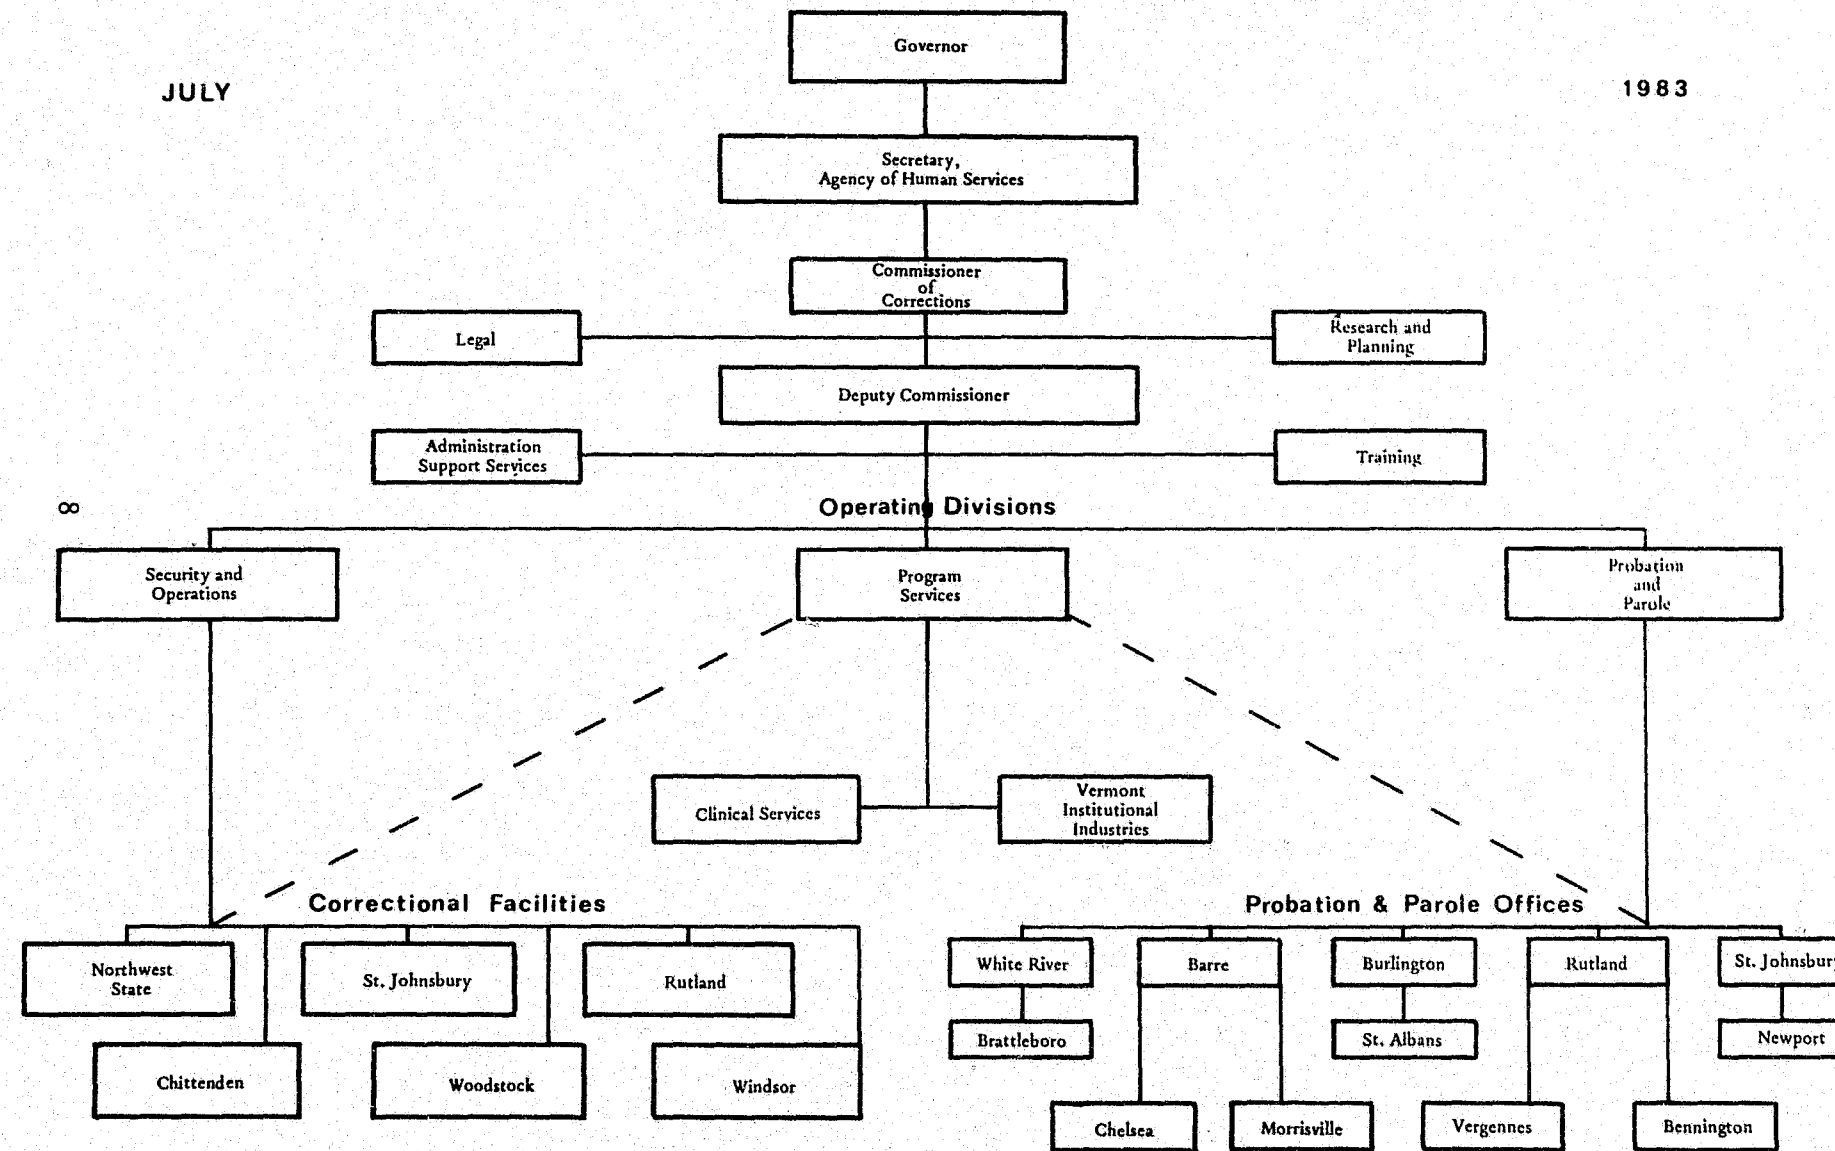 Governor
JULY
1983
Secretary,
Agency of Human Services
Commissioner
of
Corrections
Legal
Research and
Planning
Deputy Commissioner
Administration
Support Services
Training
∞
Operating Divisions
Security and
Operations
Program
Services
Probation
and
Parole
Clinical Services
Vermont
Institutional
Industries
Correctional Facilities
Probation & Parole Offices
Northwest
State
St. Johnsbury
Rutland
Chittenden
Woodstock
Windsor
White River
Barre
Burlington
Rutland
St. Johnsbury
Brattleboro
St. Albans
Newport
Chelsea
Morrisville
Vergennes
Bennington